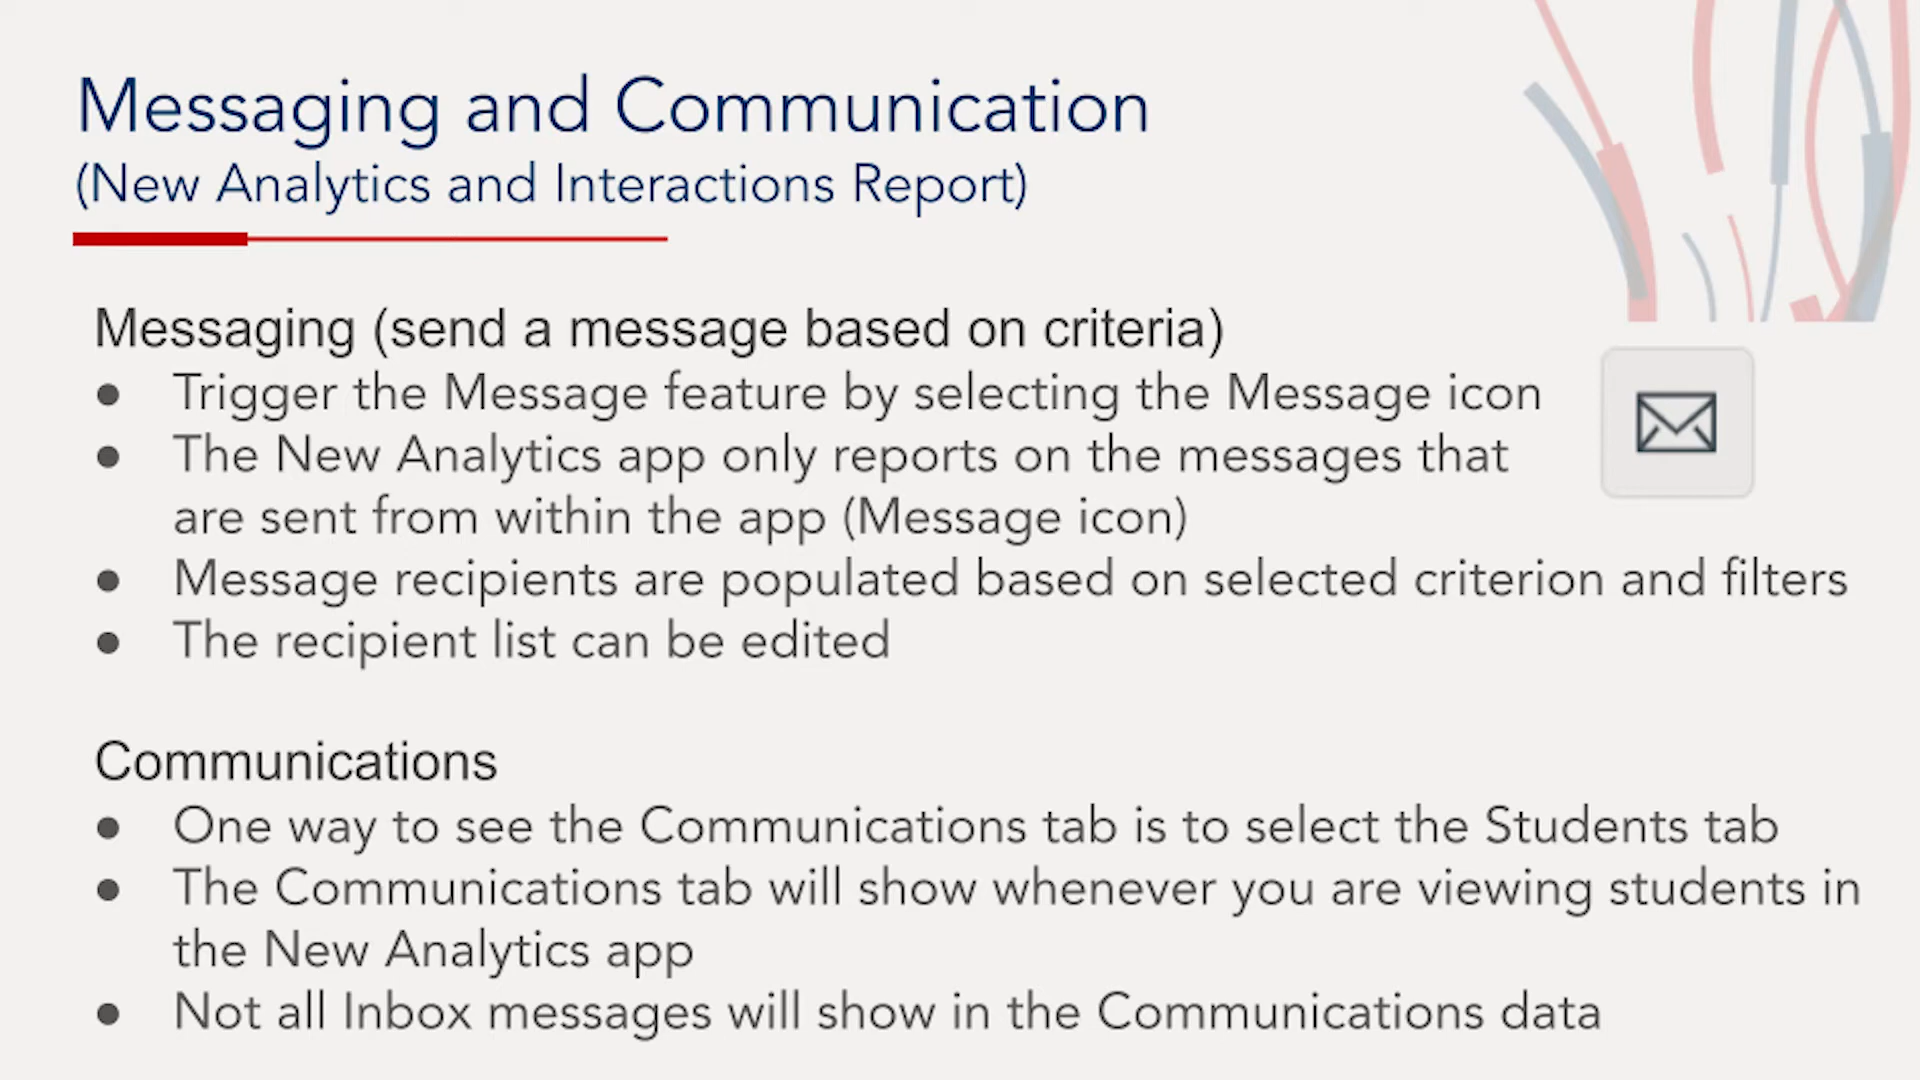 Messaging and Communication
(New Analytics and Interactions Report)
Messaging (send a message based on criteria)
● Trigger the Message feature by selecting the Message icon
● The New Analytics app only reports on the messages that
are sent from within the app (Message icon)
● Message recipients are populated based on selected criterion and filters
● The recipient list can be edited
Communications
● One way to see the Communications tab is to select the Students tab
● The Communications tab will show whenever you are viewing students in
the New Analytics app
● Not all Inbox messages will show in the Communications data